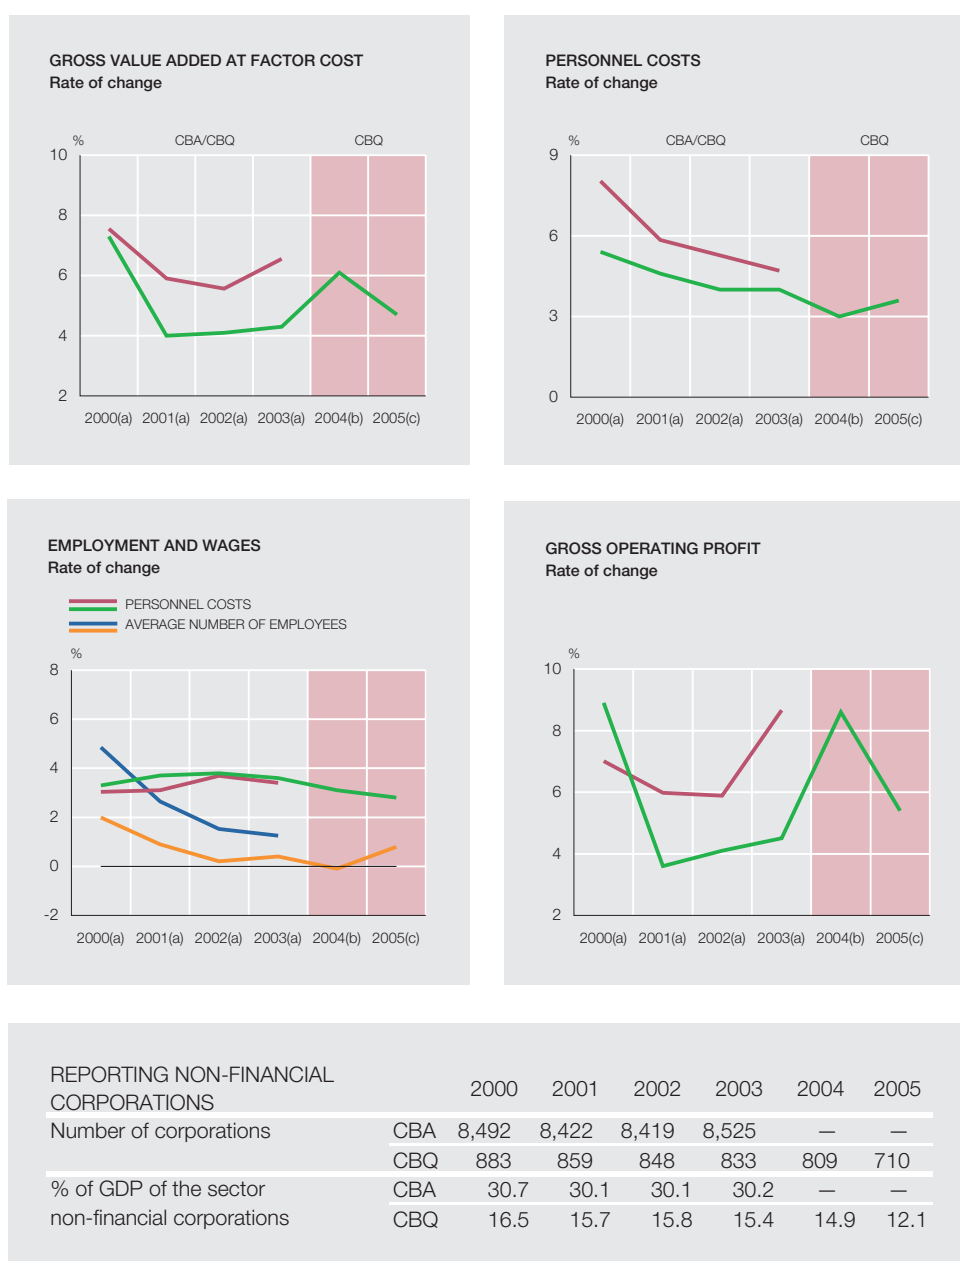 GROSS VALUE ADDED AT FACTOR COST
Rate of change
% CBA/CBQ CBQ
10
8
6
4
2
2000(a) 2001(a) 2002(a) 2003(a) 2004(b) 2005(c)
PERSONNEL COSTS
Rate of change
% CBA/CBQ CBQ
9
6
3
0
2000(a) 2001(a) 2002(a) 2003(a) 2004(b) 2005(c)
EMPLOYMENT AND WAGES
Rate of change
PERSONNEL COSTS
AVERAGE NUMBER OF EMPLOYEES
%
8
6
4
2
0
-2
2000(a) 2001(a) 2002(a) 2003(a) 2004(b) 2005(c)
GROSS OPERATING PROFIT
Rate of change
%
10
8
6
4
2
2000(a) 2001(a) 2002(a) 2003(a) 2004(b) 2005(c)
REPORTING NON-FINANCIAL
CORPORATIONS 2000 2001 2002 2003 2004 2005
Number of corporations CBA 8,492 8,422 8,419 8,525 — —
CBQ 883 859 848 833 809 710
% of GDP of the sector CBA 30.7 30.1 30.1 30.2 — —
non-financial corporations CBQ 16.5 15.7 15.8 15.4 14.9 12.1